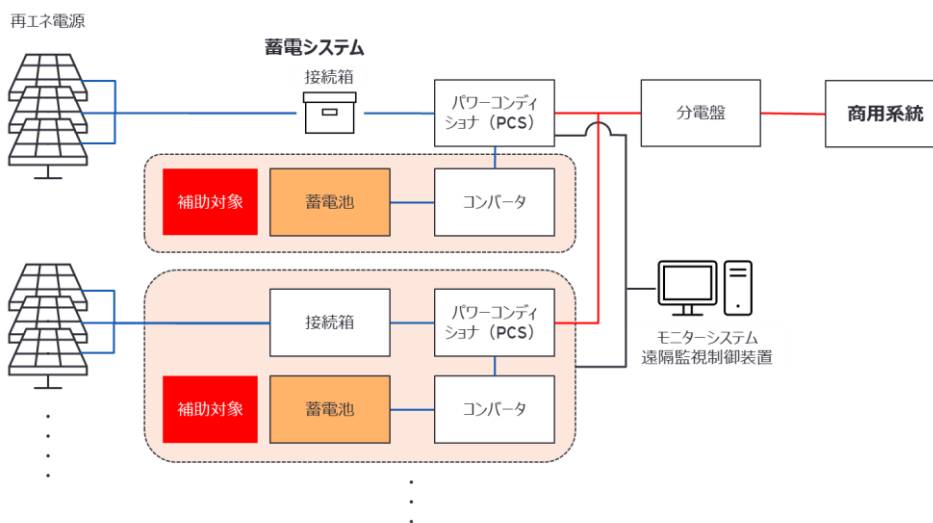 再エネ電源
蓄電システム
接続箱
パワーコンディ
ショナ（PCS）
分電盤
商用系統
補助対象
蓄電池
コンバータ
接続箱
パワーコンディ
ショナ（PCS）
モニターシステム
遠隔監視制御装置
補助対象
蓄電池
コンバータ